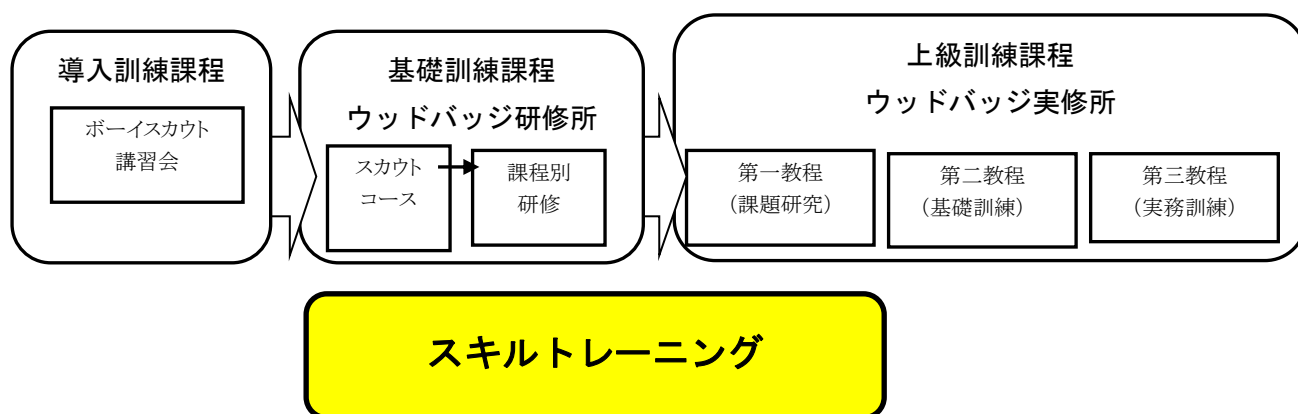 導入訓練課程
ボーイスカウト
講習会
基礎訓練課程
ウッドバッジ研修所
スカウト
コース
課程別
研修
上級訓練課程
ウッドバッジ実修所
第一教程
（課題研究）
第二教程
（基礎訓練）
第三教程
（実務訓練）
スキルトレーニング